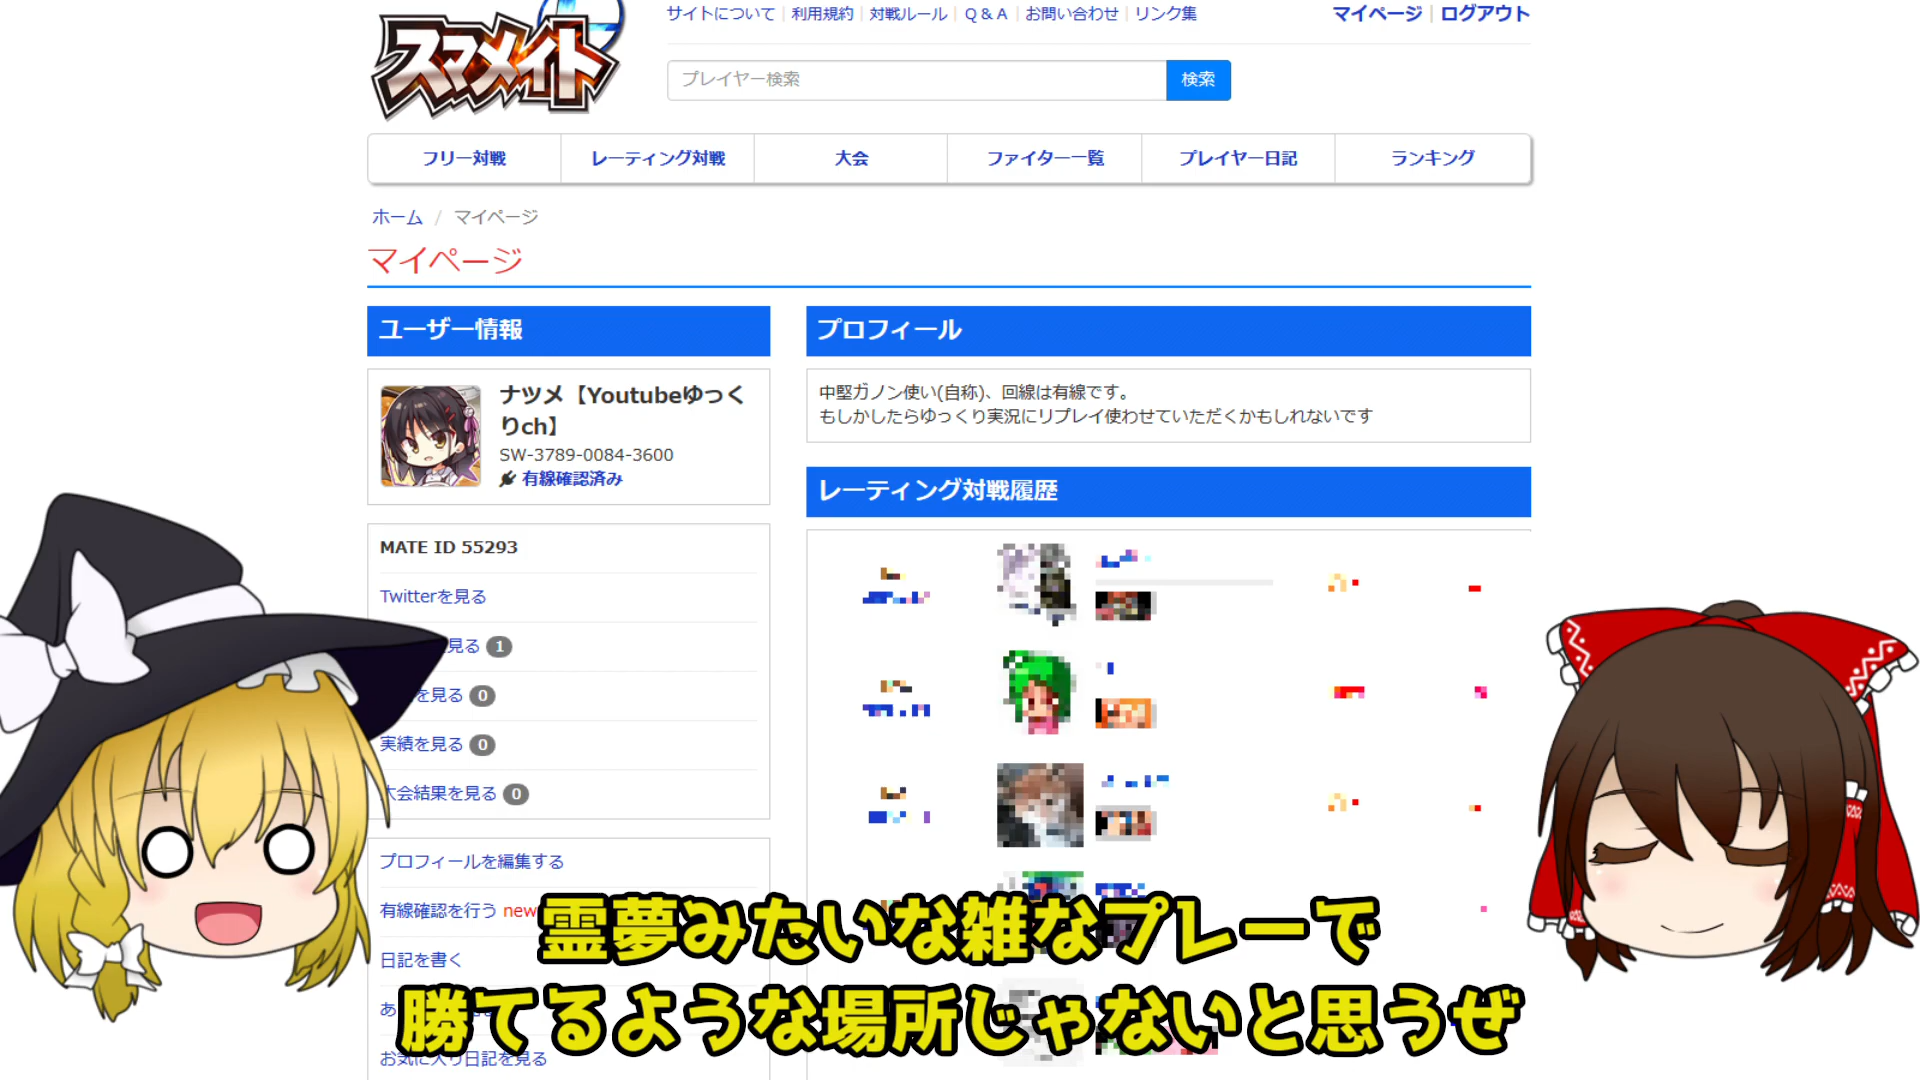 スマメイト
サイトについて
利用規約
対戦ルール
Q & A
お問い合わせ
リンク集
マイページ
ログアウト
プレイヤー検索
検索
フリー対戦
レーティング対戦
大会
ファイター一覧
プレイヤー日記
ランキング
ホーム / マイページ
マイページ
ユーザー情報
ナツメ【Youtubeゆっく
りch】
SW-3789-0084-3600
有線確認済み
MATE ID 55293
Twitterを見る
見る 1
を見る 0
実績を見る 0
大会結果を見る 0
プロフィールを編集する
有線確認を行う new
日記を書く
あ
お気に入り日記を見る
プロフィール
中堅ガノン使い(自称)、回線は有線です。
もしかしたらゆっくり実況にリプレイ使わせていただくかもしれないです
レーティング対戦履歴
霊夢みたいな雑なプレーで
勝てるような場所じゃないと思うぜ